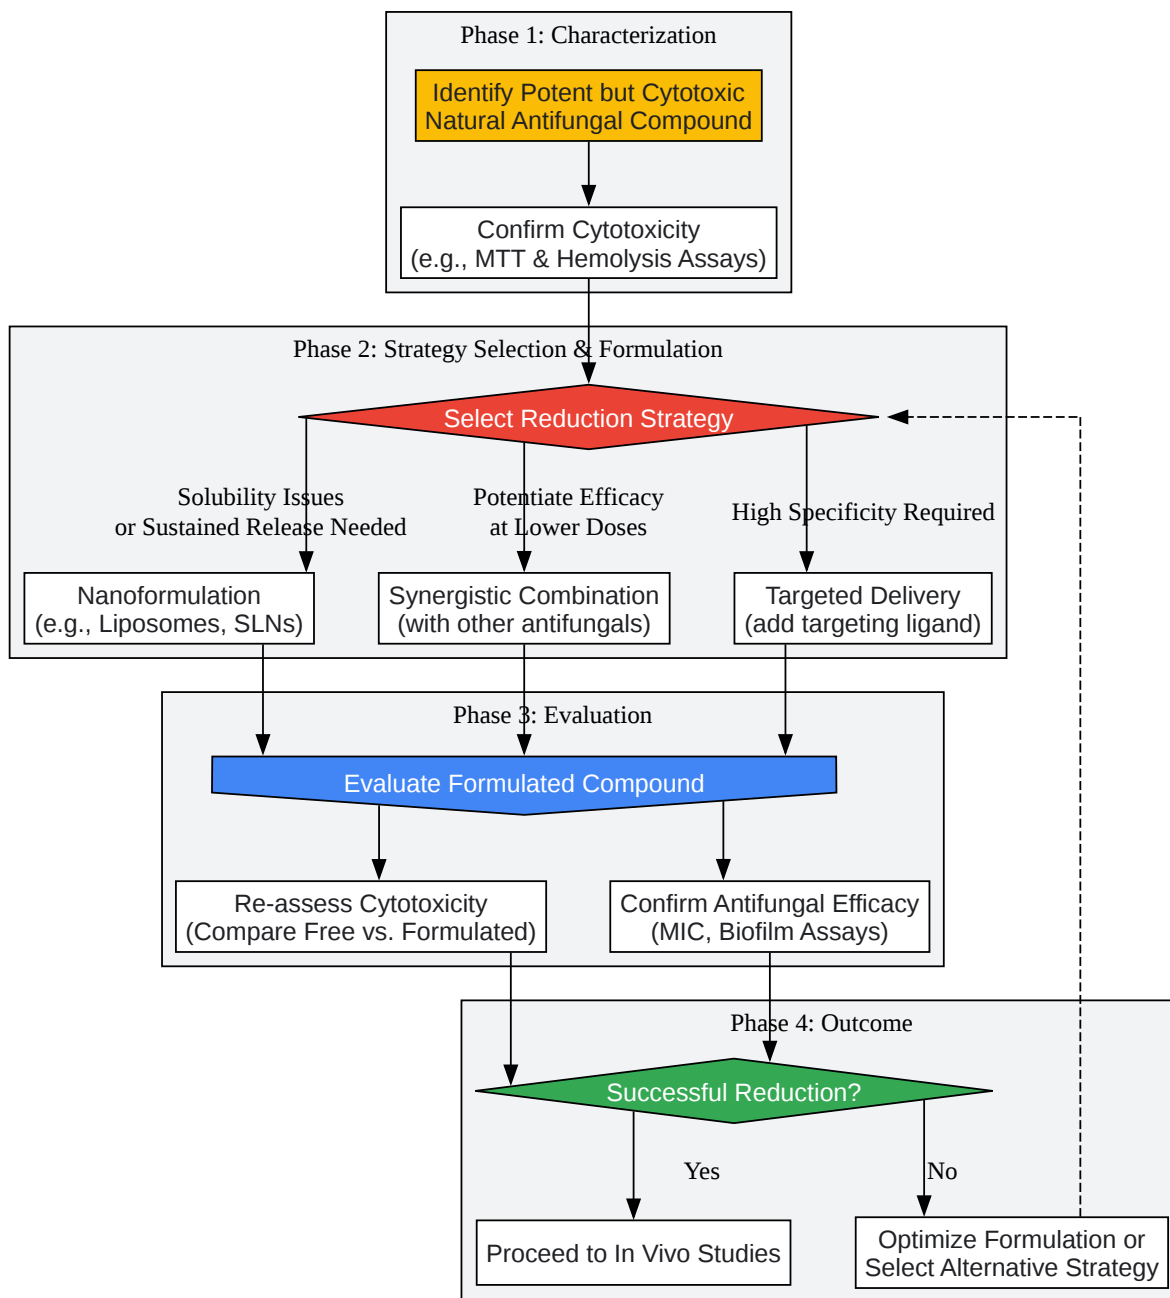 Phase 1: Characterization
Identify Potent but Cytotoxic
Natural Antifungal Compound
Confirm Cytotoxicity
(e.g., MTT & Hemolysis Assays)
Phase 2: Strategy Selection & Formulation
Select Reduction Strategy
Solubility Issues
or Sustained Release Needed
Potentiate Efficacy
at Lower Doses
High Specificity Required
Nanoformulation
(e.g., Liposomes, SLNs)
Synergistic Combination
(with other antifungals)
Targeted Delivery
(add targeting ligand)
Phase 3: Evaluation
Evaluate Formulated Compound
Re-assess Cytotoxicity
(Compare Free vs. Formulated)
Confirm Antifungal Efficacy
(MIC, Biofilm Assays)
Phase 4: Outcome
Successful Reduction?
Yes
No
Proceed to In Vivo Studies
Optimize Formulation or
Select Alternative Strategy